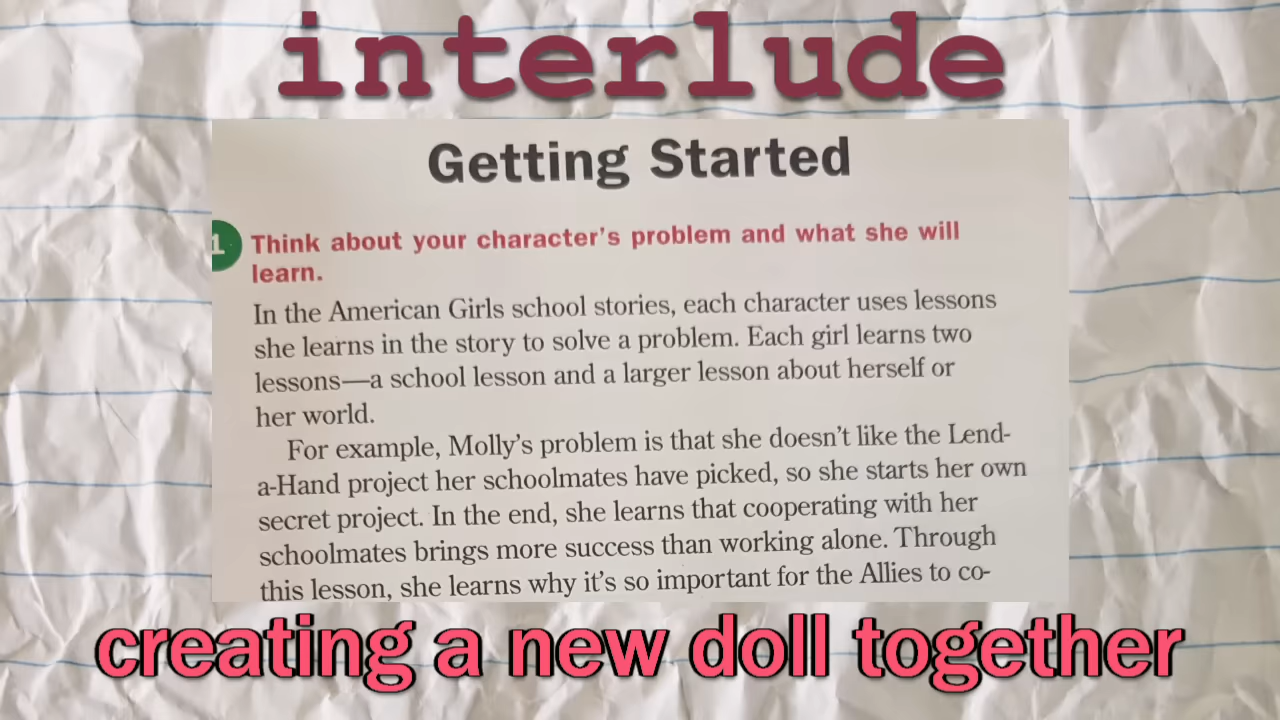 interlude
Getting Started
1
Think about your character's problem and what she will
learn.
In the American Girls school stories, each character uses lessons
she learns in the story to solve a problem. Each girl learns two
lessons—a school lesson and a larger lesson about herself or
her world.
For example, Molly's problem is that she doesn't like the Lend-
a-Hand project her schoolmates have picked, so she starts her own
secret project. In the end, she learns that cooperating with her
schoolmates brings more success than working alone. Through
this lesson, she learns why it's so important for the Allies to co-
creating a new doll together